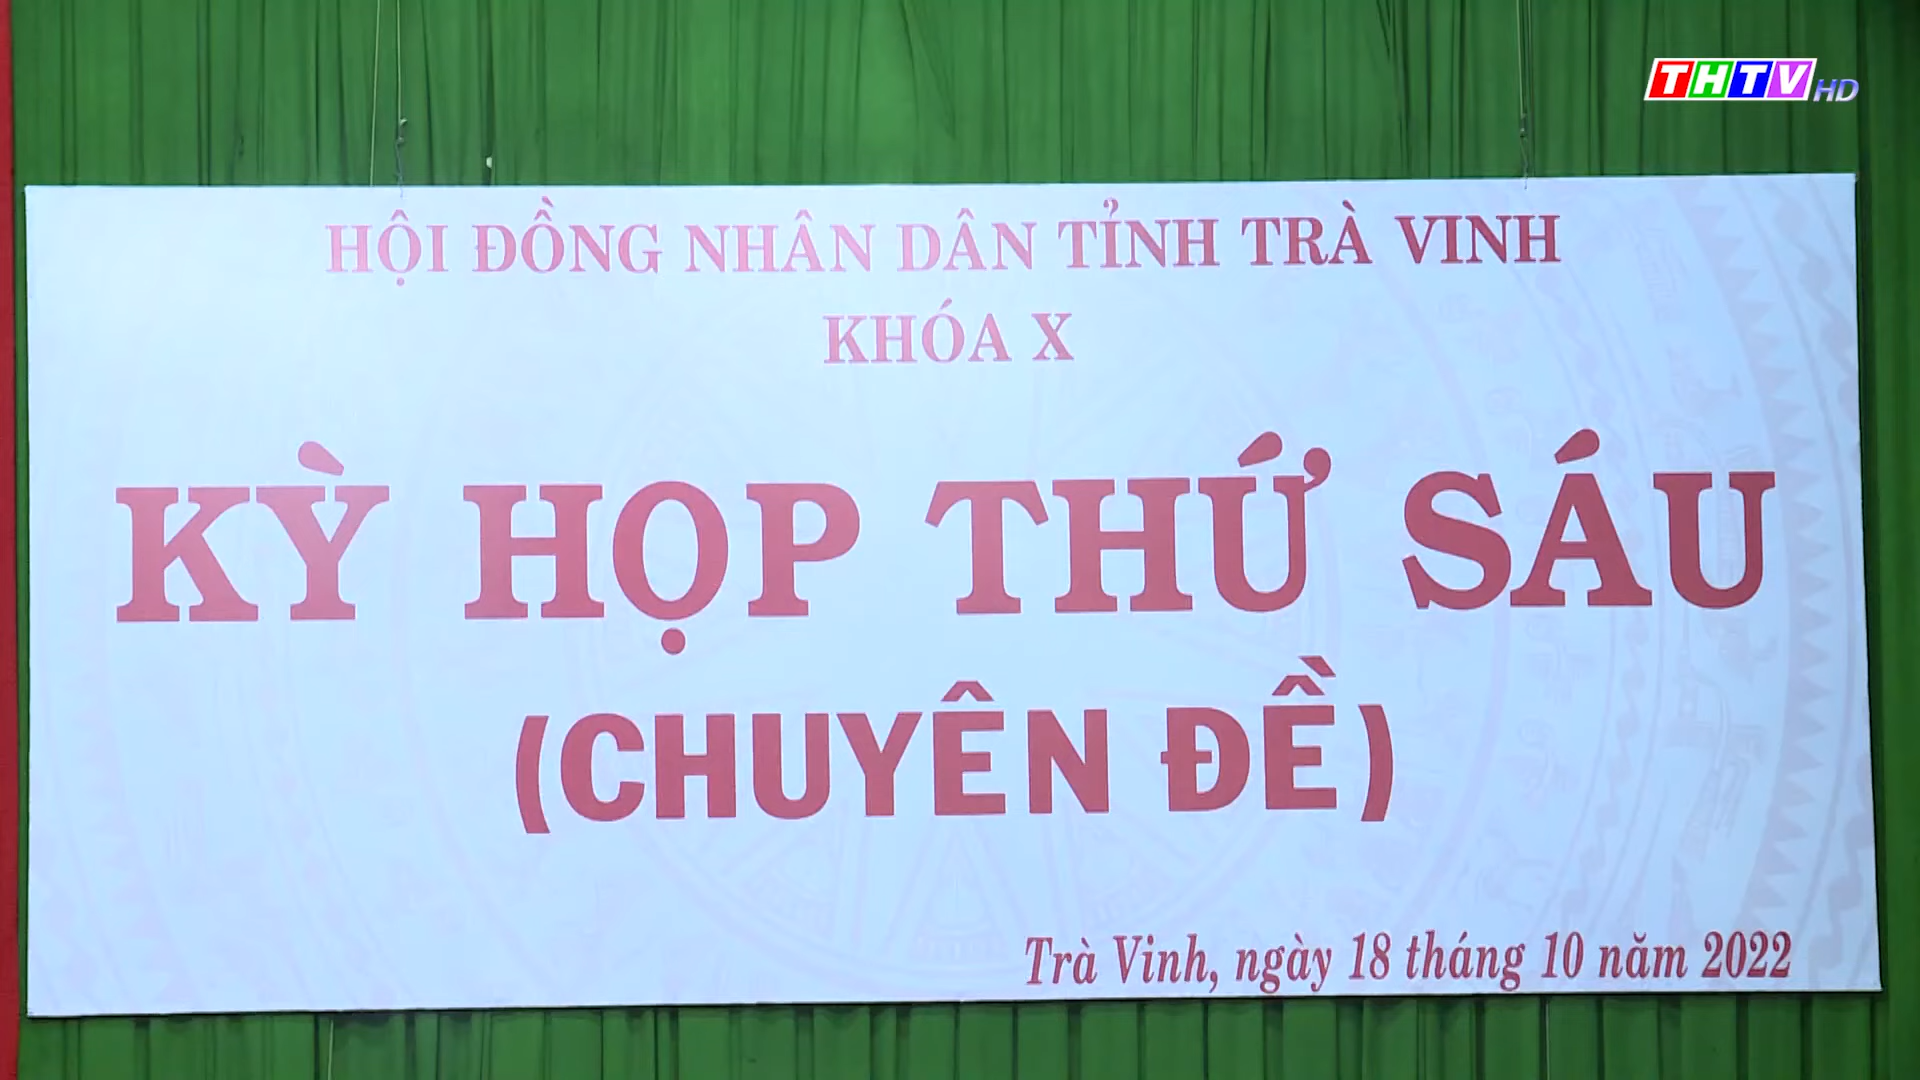 THTV HD
HỘI ĐỒNG NHÂN DÂN TỈNH TRÀ VINH
KHÓA X
KỲ HỌP THỨ SÁU
(CHUYÊN ĐỀ)
Trà Vinh, ngày 18 tháng 10 năm 2022